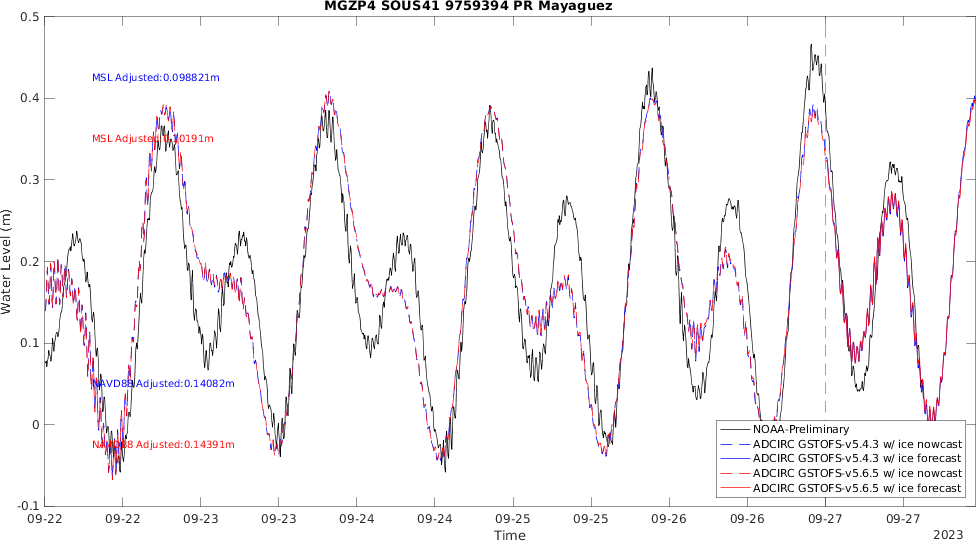 MGZP4 SOUS41 9759394 PR Mayaguez
0.5
0.4
0.3
0.2
0.1
0
-0.1
Water Level (m)
MSL Adjusted:0.098821m
MSL Adjusted:0.10191m
NAVD88 Adjusted:0.14082m
NAVD88 Adjusted:0.14391m
NOAA-Preliminary
ADCIRC GSTOFS-v5.4.3 w/ ice nowcast
ADCIRC GSTOFS-v5.4.3 w/ ice forecast
ADCIRC GSTOFS-v5.6.5 w/ ice nowcast
ADCIRC GSTOFS-v5.6.5 w/ ice forecast
09-22 09-22 09-23 09-23 09-24 09-24 09-25 09-25 09-26 09-26 09-27 09-27
Time
2023